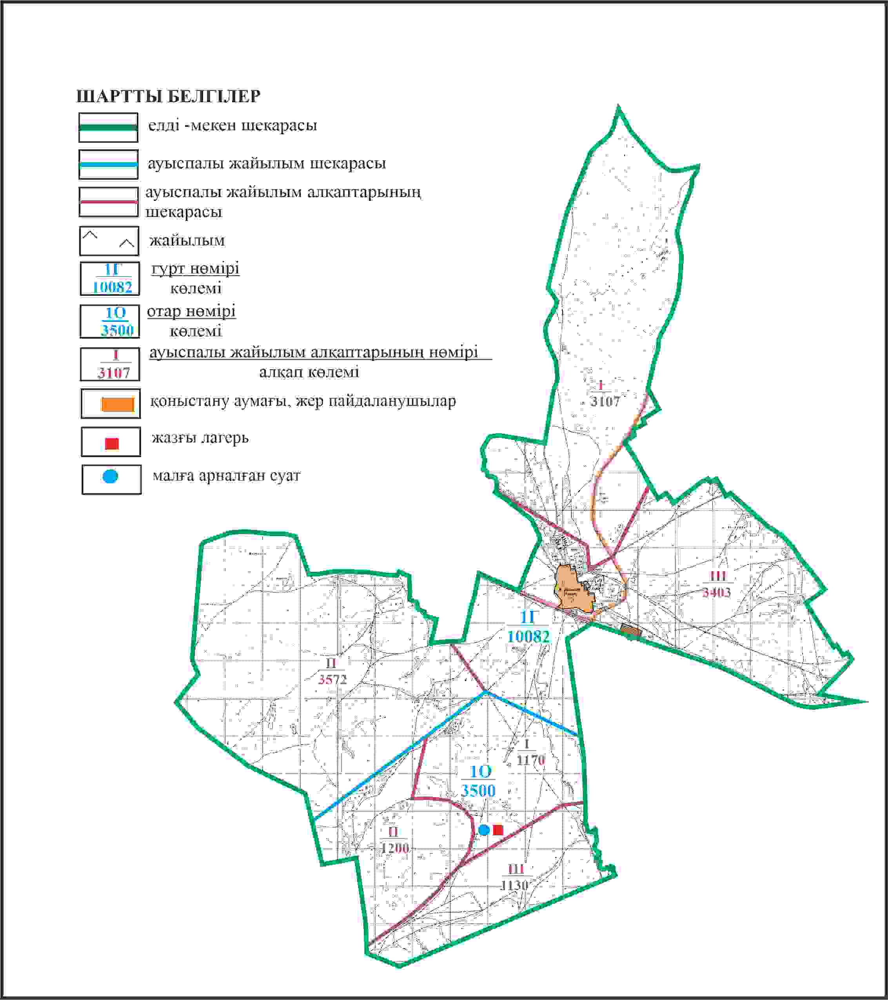 ШАРТТЫ БЕЛГІЛЕР
елді -мекен шекарасы
ауыспалы жайылым шекарасы
ауыспалы жайылым алқаптарының
шекарасы
жайылым
1Г
10082
гурт нөмірі
көлемі
1О
3500
отар нөмірі
көлемі
I
3107
ауыспалы жайылым алқаптарының нөмірі
алқап көлемі
қоныстану аумағы, жер пайдаланушылар
жазғы лагерь
малға арналған суат
I
3107
III
3403
1Г
10082
II
3572
I
1170
1О
3500
II
1200
III
1130